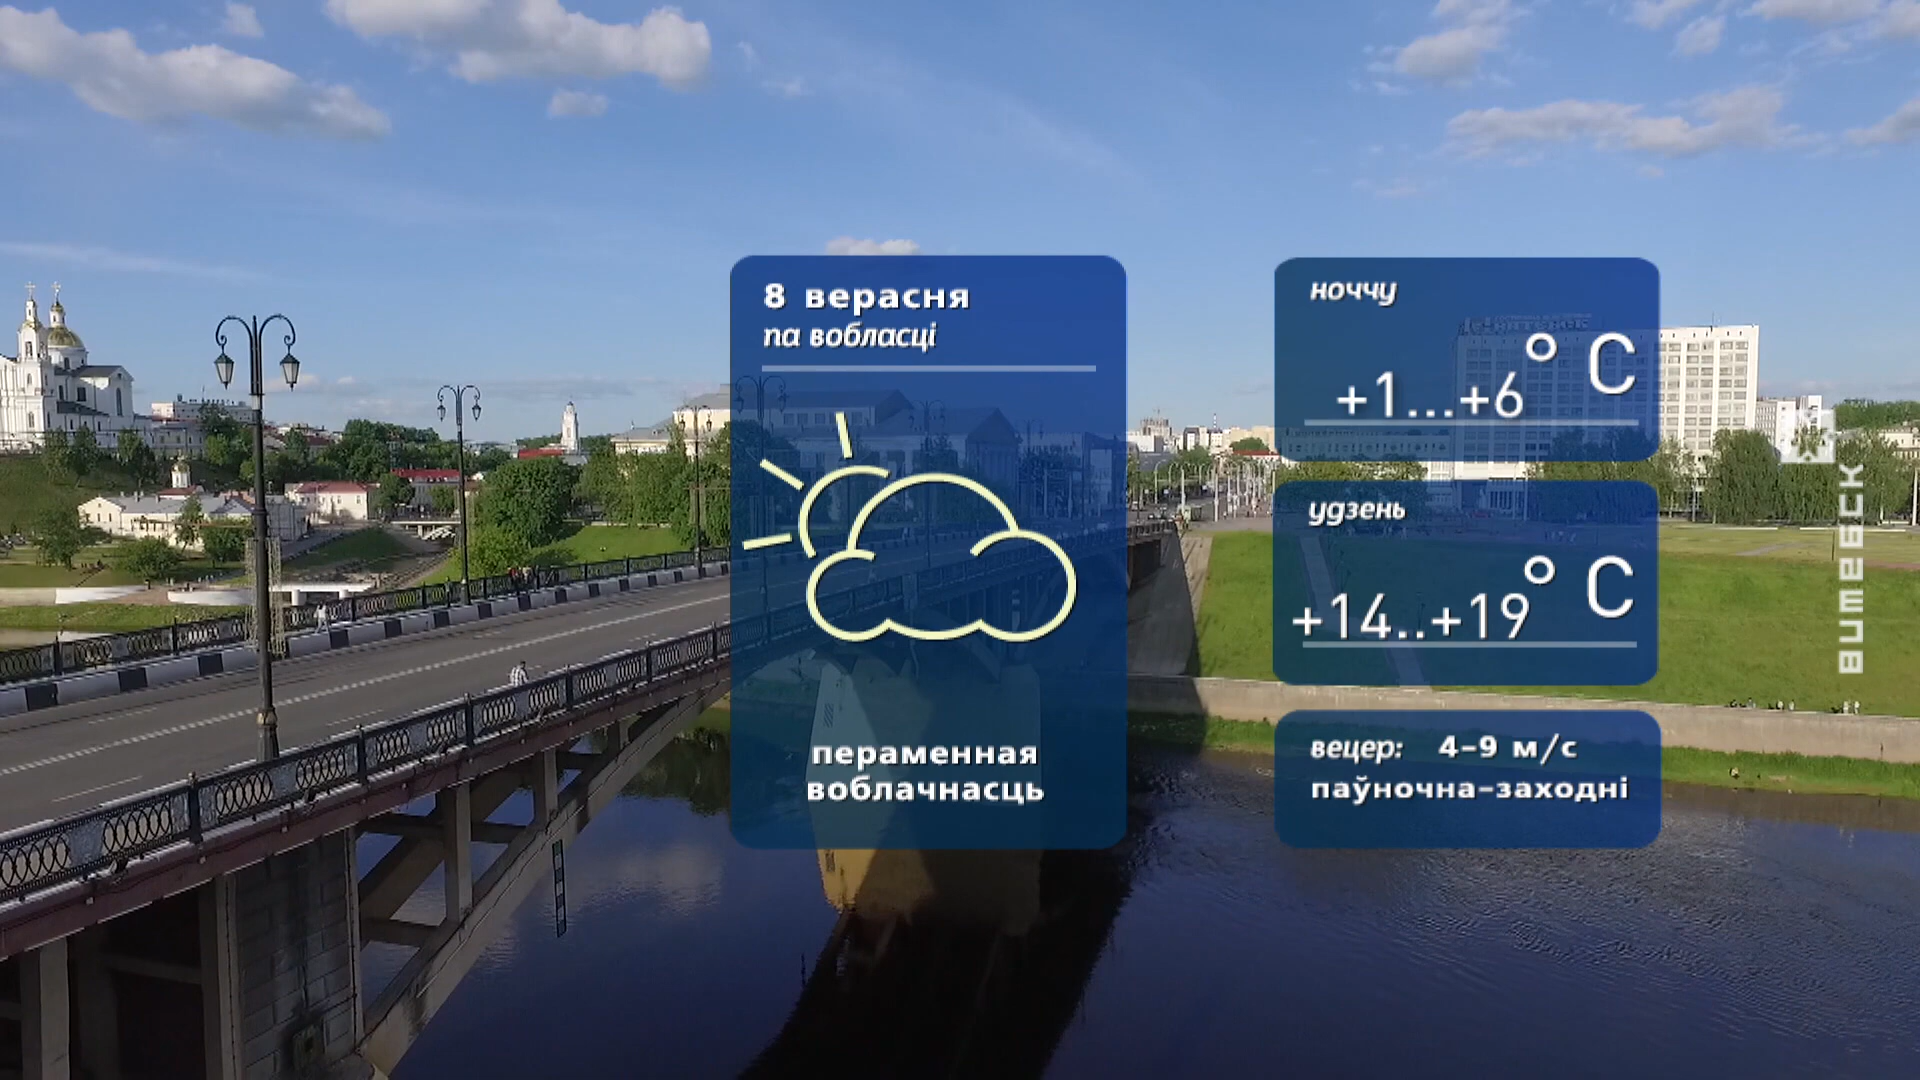 8 верасня
па вобласці
пераменная
воблачнасць
ноччу
+1...+6° C
удзень
+14..+19° C
вецер: 4-9 м/с
паўночна-заходні
ВИТЕБСК